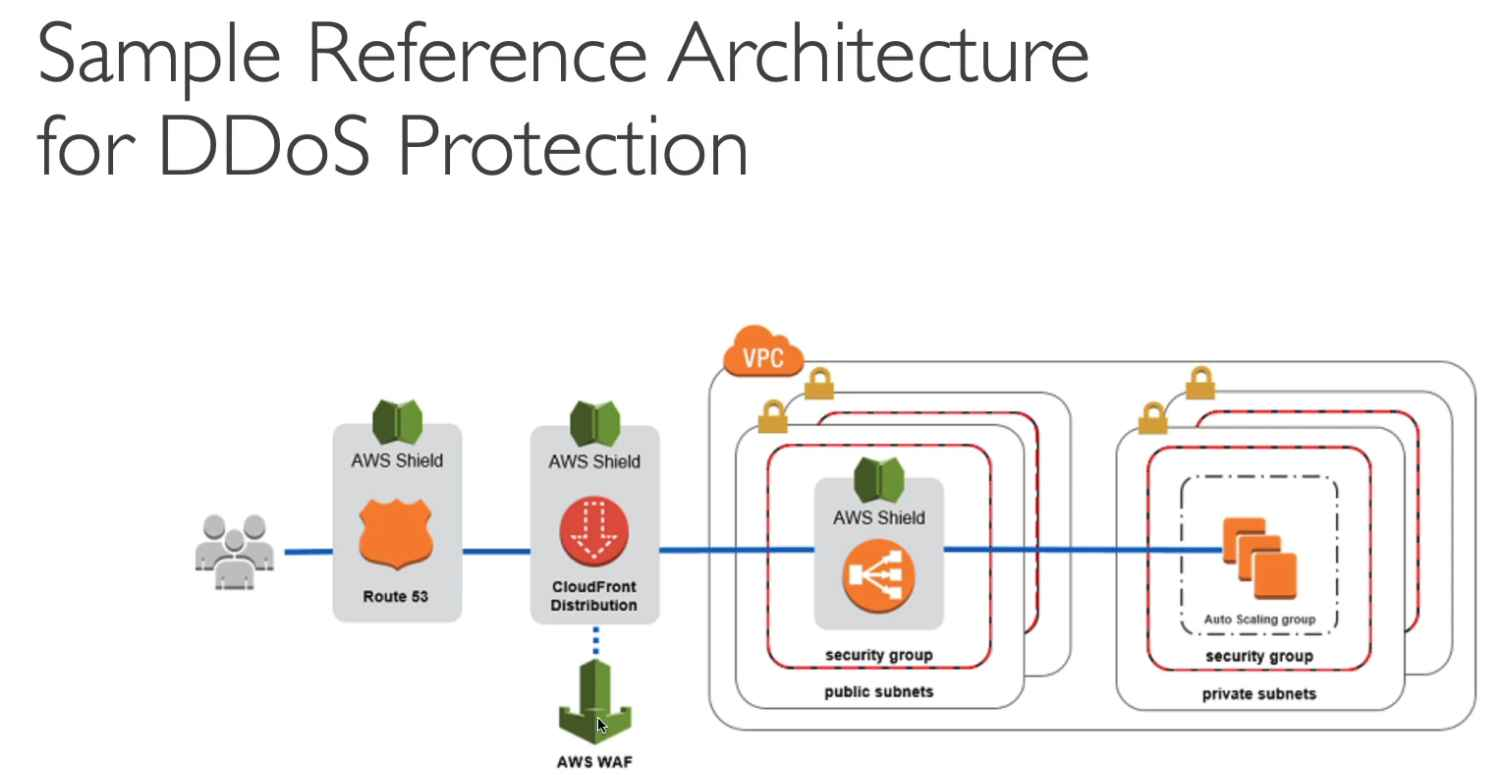 Sample Reference Architecture
for DDoS Protection
VPC
AWS Shield
Route 53
AWS Shield
CloudFront
Distribution
AWS WAF
AWS Shield
security group
public subnets
Auto Scaling group
security group
private subnets